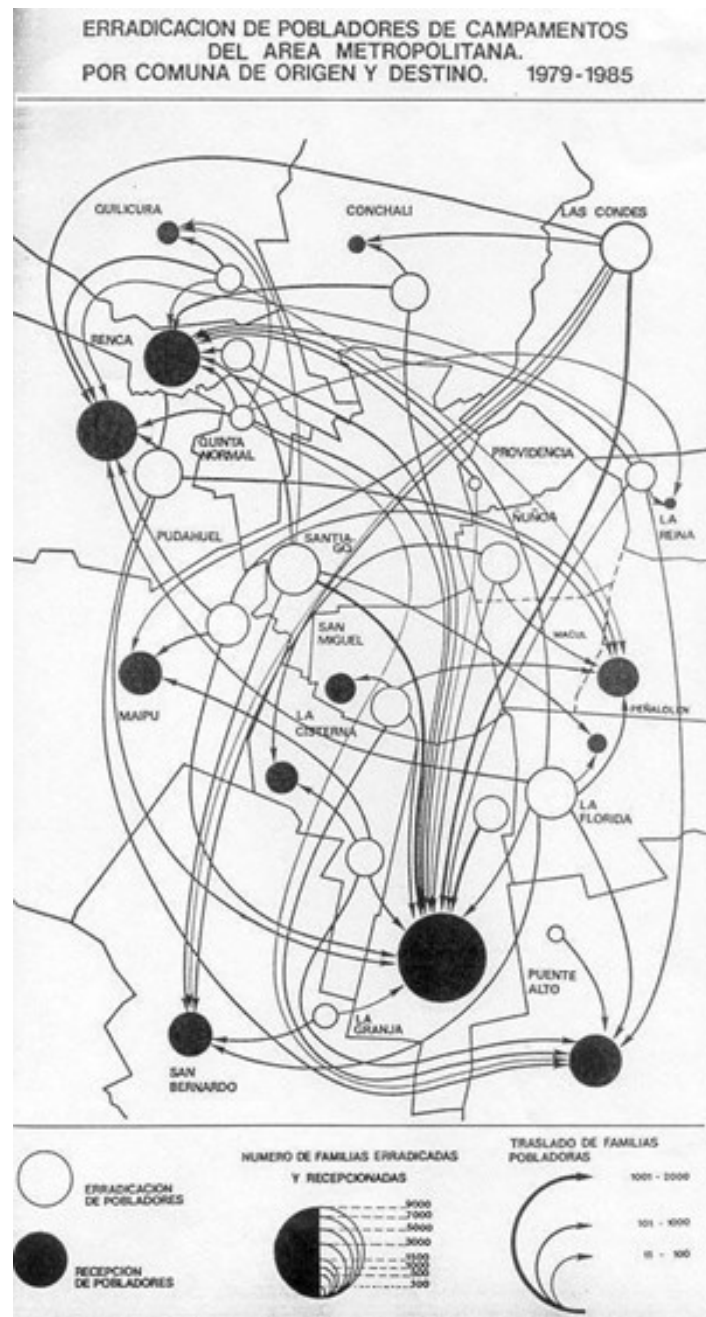 ERRADICACION DE POBLADORES DE CAMPAMENTOS
DEL AREA METROPOLITANA.
POR COMUNA DE ORIGEN Y DESTINO. 1979-1985
QUILICURA
CONCHALI
LAS CONDES
RENCA
QUINTA
NORMAL
PROVIDENCIA
ÑUÑOA
LA
REINA
PUDAHUEL
SANTIA-
GO
SAN
MIGUEL
MACUL
MAIPU
LA
CISTERNA
PEÑALOLEN
LA
FLORIDA
PUENTE
ALTO
LA
GRANJA
SAN
BERNARDO
ERRADICACION
DE POBLADORES
RECEPCION
DE POBLADORES
NUMERO DE FAMILIAS ERRADICADAS
Y RECEPCIONADAS
9000
7000
5000
3000
1500
TRASLADO DE FAMILIAS
POBLADORAS
1001 - 2000
101 - 1000
11 - 100